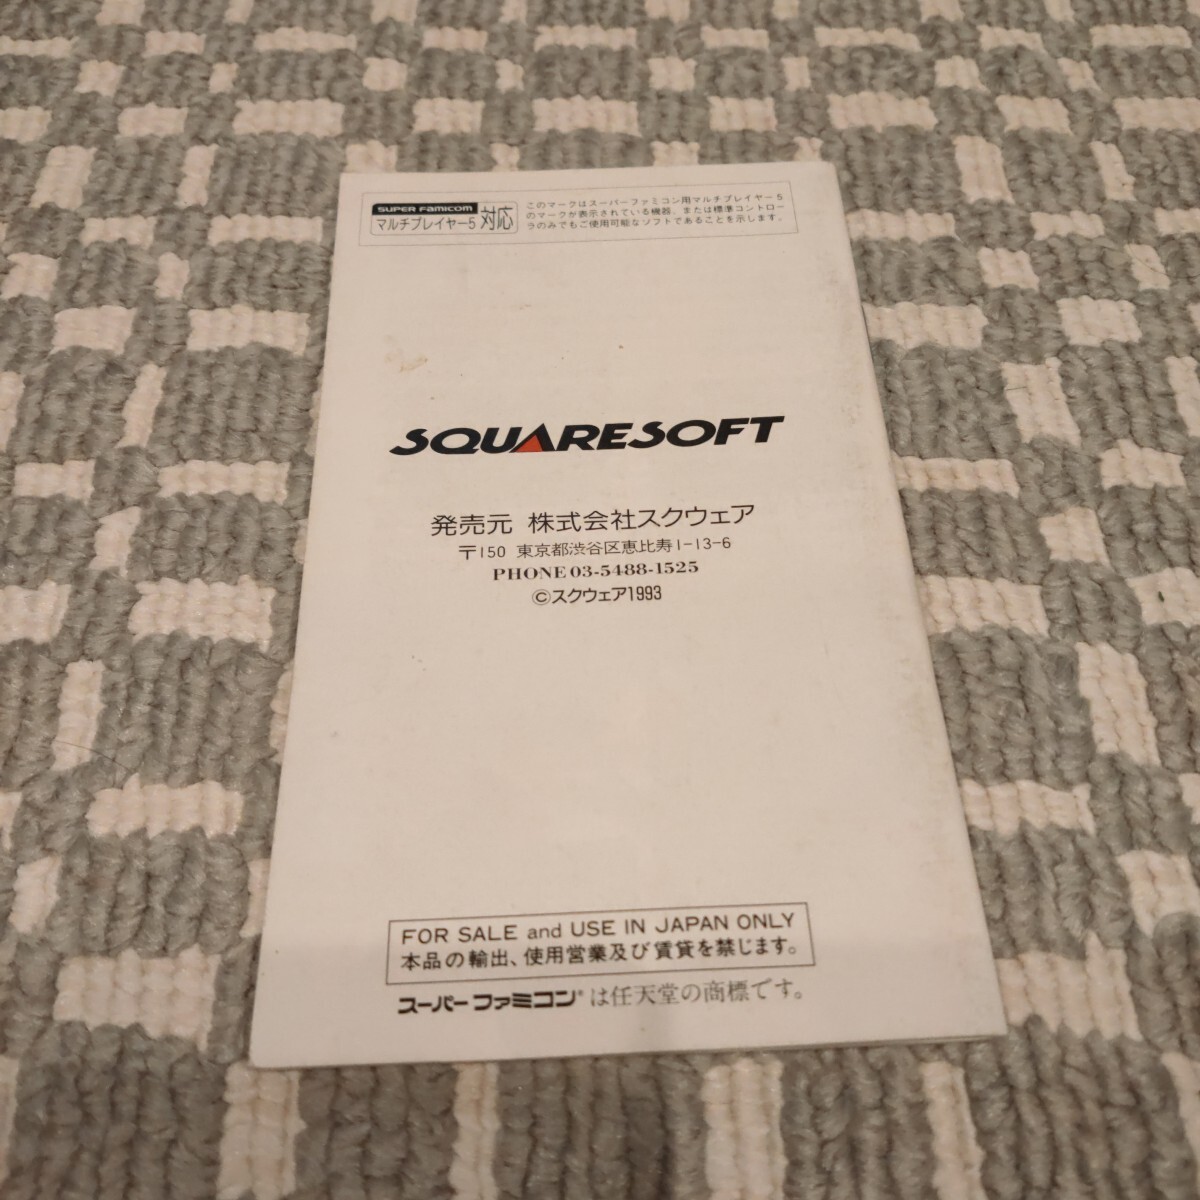 SUPER FAMICOM
マルチプレイヤー5 対応
このマークはスーパーファミコン用マルチプレイヤー5
のマークが表示されている機器、または標準コントロー
ラのみでもご使用可能なソフトであることを示します。
SQUARESOFT
発売元 株式会社スクウェア
〒150 東京都渋谷区恵比寿1-13-6
PHONE 03-5488-1525
©スクウェア1993
FOR SALE and USE IN JAPAN ONLY
本品の輸出、使用営業及び賃貸を禁じます。
スーパーファミコン®は任天堂の商標です。